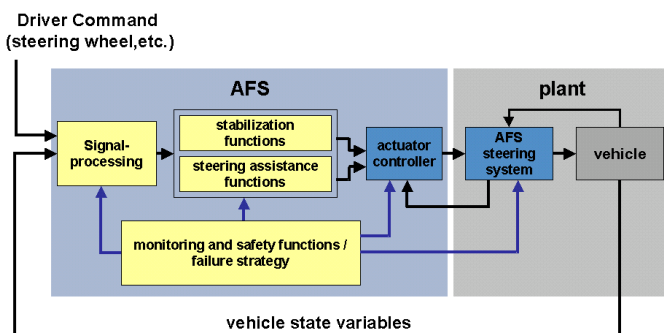 Driver Command
(steering wheel,etc.)
AFS
plant
Signal-
processing
stabilization
functions
steering assistance
functions
actuator
controller
AFS
steering
system
vehicle
monitoring and safety functions /
failure strategy
vehicle state variables